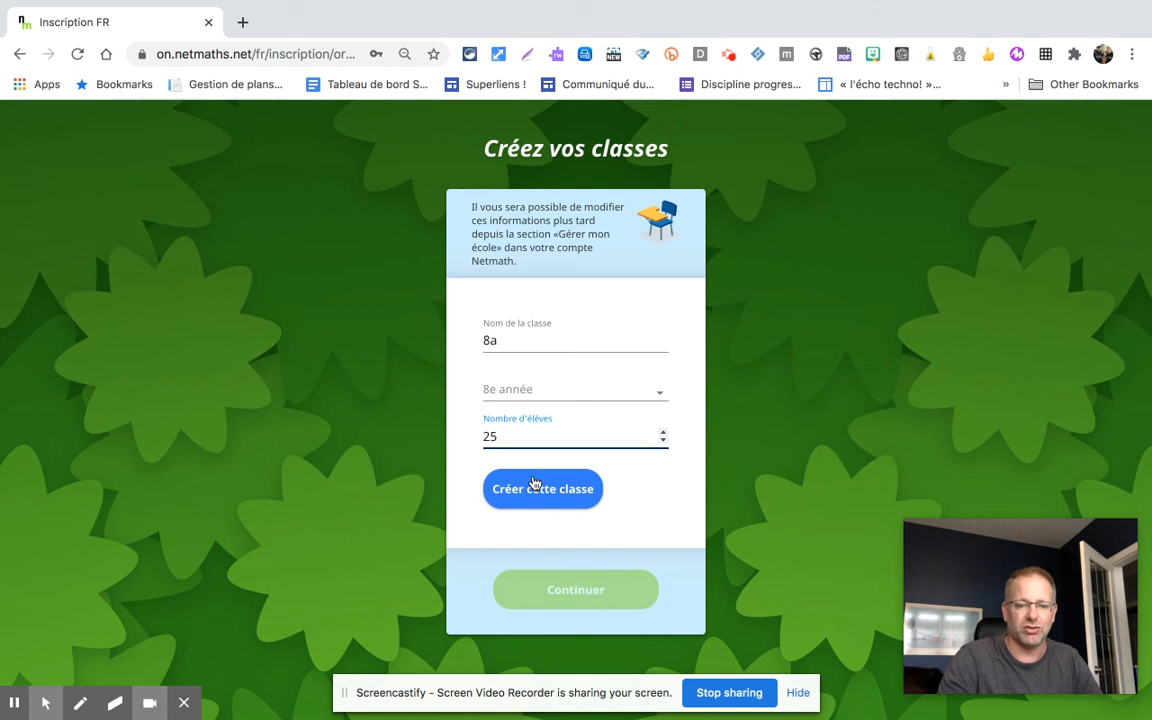 Inscription FR
on.netmaths.net/fr/inscription/or...
Apps
Bookmarks
Gestion de plans...
Tableau de bord S...
Superliens !
Communiqué du...
Discipline progres...
« l'écho techno! »...
»
Other Bookmarks
Créez vos classes
Il vous sera possible de modifier
ces informations plus tard
depuis la section «Gérer mon
école» dans votre compte
Netmath.
Nom de la classe
8a
8e année
Nombre d'élèves
25
Créer cette classe
Continuer
Screencastify - Screen Video Recorder is sharing your screen.
Stop sharing
Hide